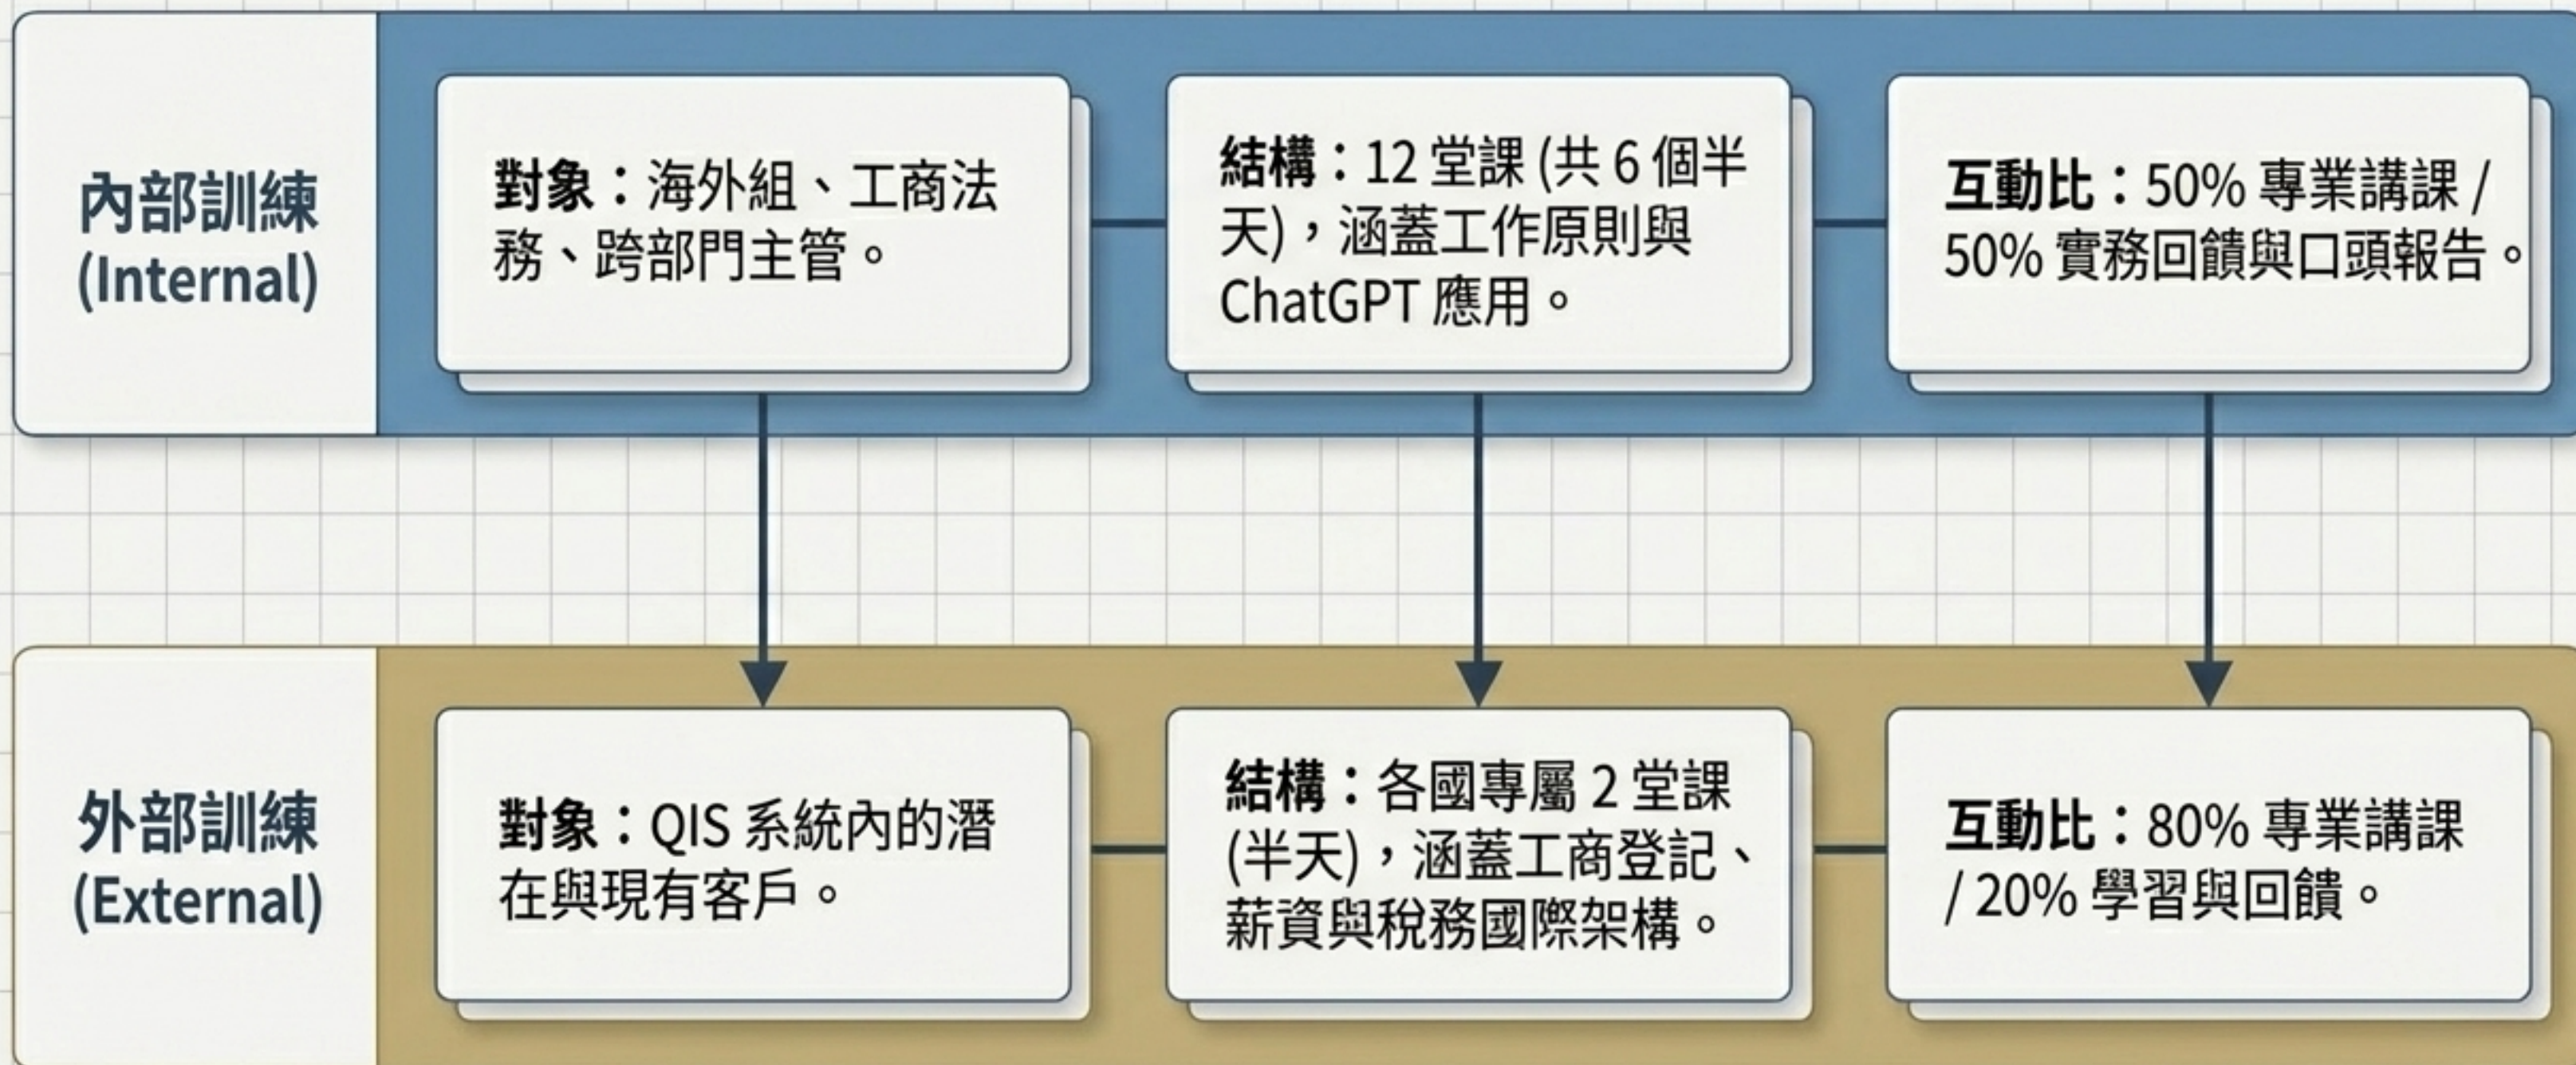 內部訓練
(Internal)
對象：海外組、工商法
務、跨部門主管。
結構：12 堂課 (共 6 個半
天)，涵蓋工作原則與
ChatGPT 應用。
互動比：50% 專業講課 /
50% 實務回饋與口頭報告。
外部訓練
(External)
對象：QIS 系統內的潛
在與現有客戶。
結構：各國專屬 2 堂課
(半天)，涵蓋工商登記、
薪資與稅務國際架構。
互動比：80% 專業講課
/ 20% 學習與回饋。